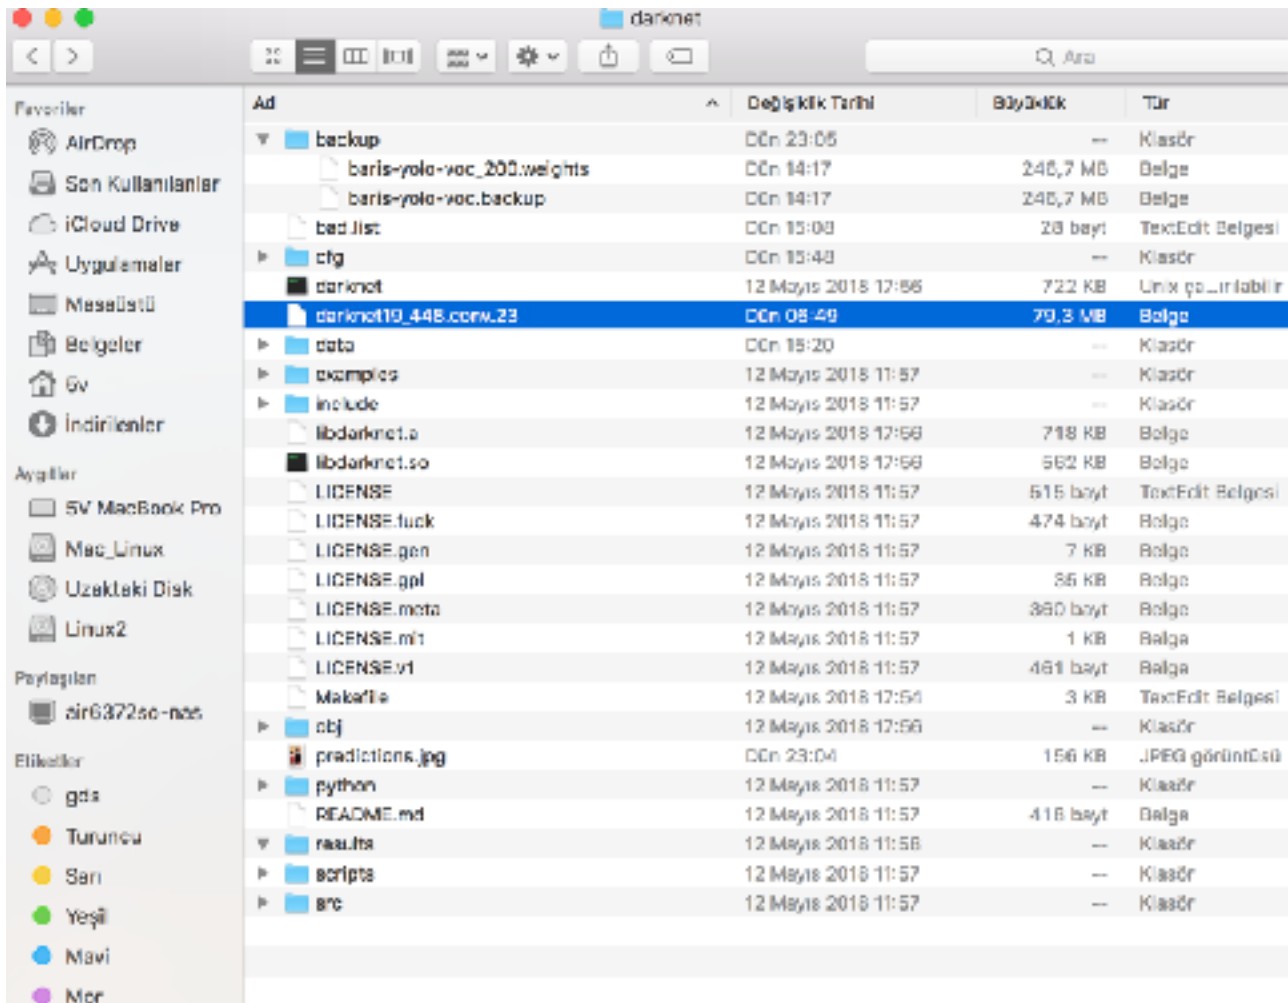 darknet
Ara
Favoriler
AirDrop
Son Kullanılanlar
iCloud Drive
Uygulamalar
Masaüstü
Belgeler
5v
İndirilenler
Aygıtlar
5V MacBook Pro
Mac_Linux
Uzaktaki Disk
Linux2
Paylaşılan
air6372so-nas
Etiketler
gds
Turuncu
Sarı
Yeşil
Mavi
Mor
Ad Değişiklik Tarihi Büyüklük Tür
backup Dün 23:05 -- Klasör
baris-yolo-voc_200.weights Dün 14:17 246,7 MB Belge
baris-yolo-voc.backup Dün 14:17 246,7 MB Belge
bad.list Dün 15:08 28 bayt TextEdit Belgesi
cfg Dün 15:48 -- Klasör
darknet 12 Mayıs 2018 17:56 722 KB Unix ça...ırılabilir
darknet19_448.conv.23 Dün 06:49 79,3 MB Belge
data Dün 15:20 -- Klasör
examples 12 Mayıs 2018 11:57 -- Klasör
include 12 Mayıs 2018 11:57 -- Klasör
libdarknet.a 12 Mayıs 2018 17:56 718 KB Belge
libdarknet.so 12 Mayıs 2018 17:56 562 KB Belge
LICENSE 12 Mayıs 2018 11:57 515 bayt TextEdit Belgesi
LICENSE.fuck 12 Mayıs 2018 11:57 474 bayt Belge
LICENSE.gen 12 Mayıs 2018 11:57 7 KB Belge
LICENSE.gpl 12 Mayıs 2018 11:57 35 KB Belge
LICENSE.meta 12 Mayıs 2018 11:57 360 bayt Belge
LICENSE.mit 12 Mayıs 2018 11:57 1 KB Belge
LICENSE.v1 12 Mayıs 2018 11:57 461 bayt Belge
Makefile 12 Mayıs 2018 17:54 3 KB TextEdit Belgesi
obj 12 Mayıs 2018 17:56 -- Klasör
predictions.jpg Dün 23:04 156 KB JPEG görüntüsü
python 12 Mayıs 2018 11:57 -- Klasör
README.md 12 Mayıs 2018 11:57 418 bayt Belge
results 12 Mayıs 2018 11:58 -- Klasör
scripts 12 Mayıs 2018 11:57 -- Klasör
src 12 Mayıs 2018 11:57 -- Klasör